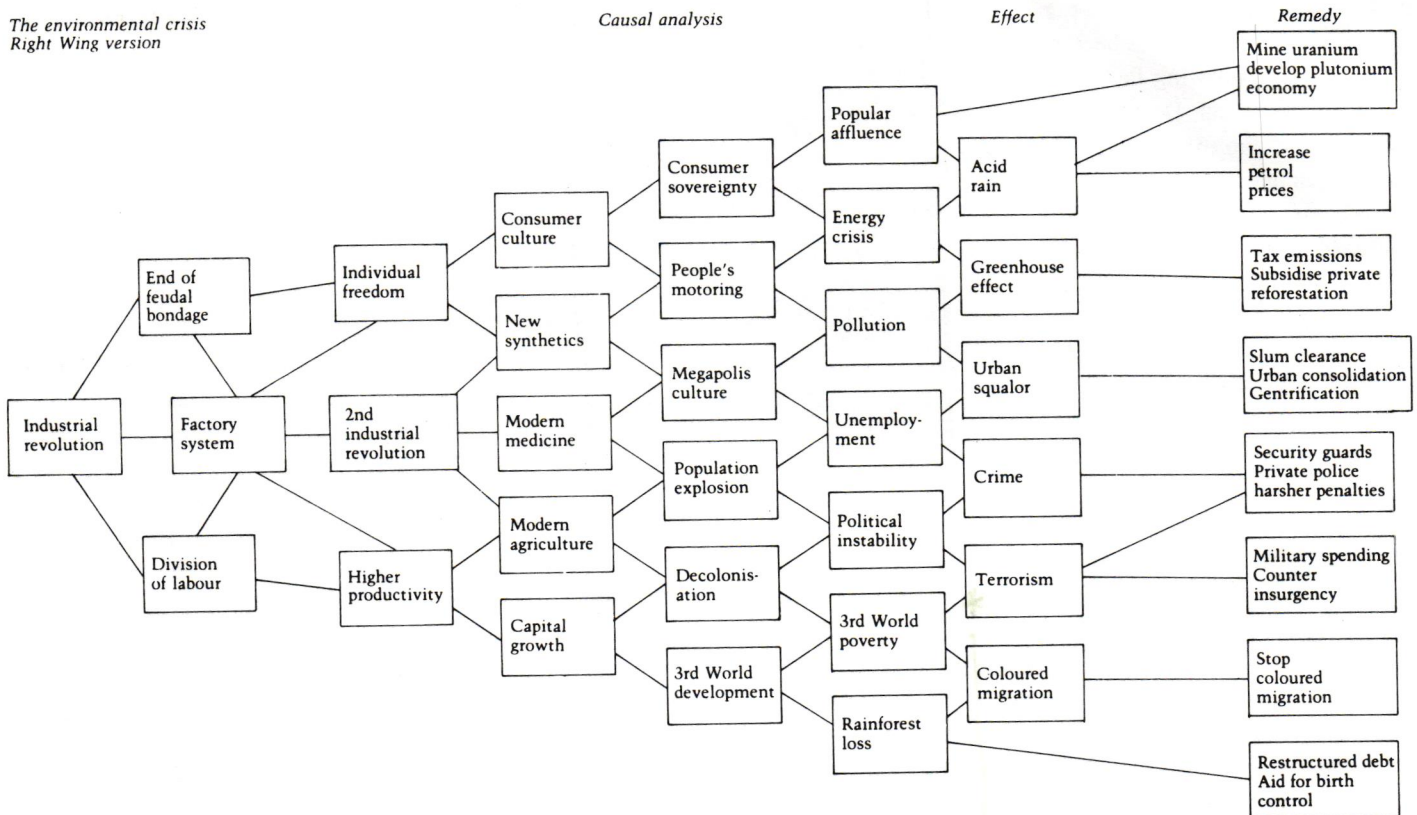 The environmental crisis
Right Wing version
Causal analysis
Effect
Remedy
Industrial
revolution
End of
feudal
bondage
Factory
system
Division
of labour
Individual
freedom
2nd
industrial
revolution
Higher
productivity
Consumer
culture
New
synthetics
Modern
medicine
Modern
agriculture
Capital
growth
Consumer
sovereignty
People's
motoring
Megapolis
culture
Population
explosion
Decolonis-
ation
3rd World
development
Popular
affluence
Energy
crisis
Pollution
Unemploy-
ment
Political
instability
3rd World
poverty
Rainforest
loss
Acid
rain
Greenhouse
effect
Urban
squalor
Crime
Terrorism
Coloured
migration
Mine uranium
develop plutonium
economy
Increase
petrol
prices
Tax emissions
Subsidise private
reforestation
Slum clearance
Urban consolidation
Gentrification
Security guards
Private police
harsher penalties
Military spending
Counter
insurgency
Stop
coloured
migration
Restructured debt
Aid for birth
control